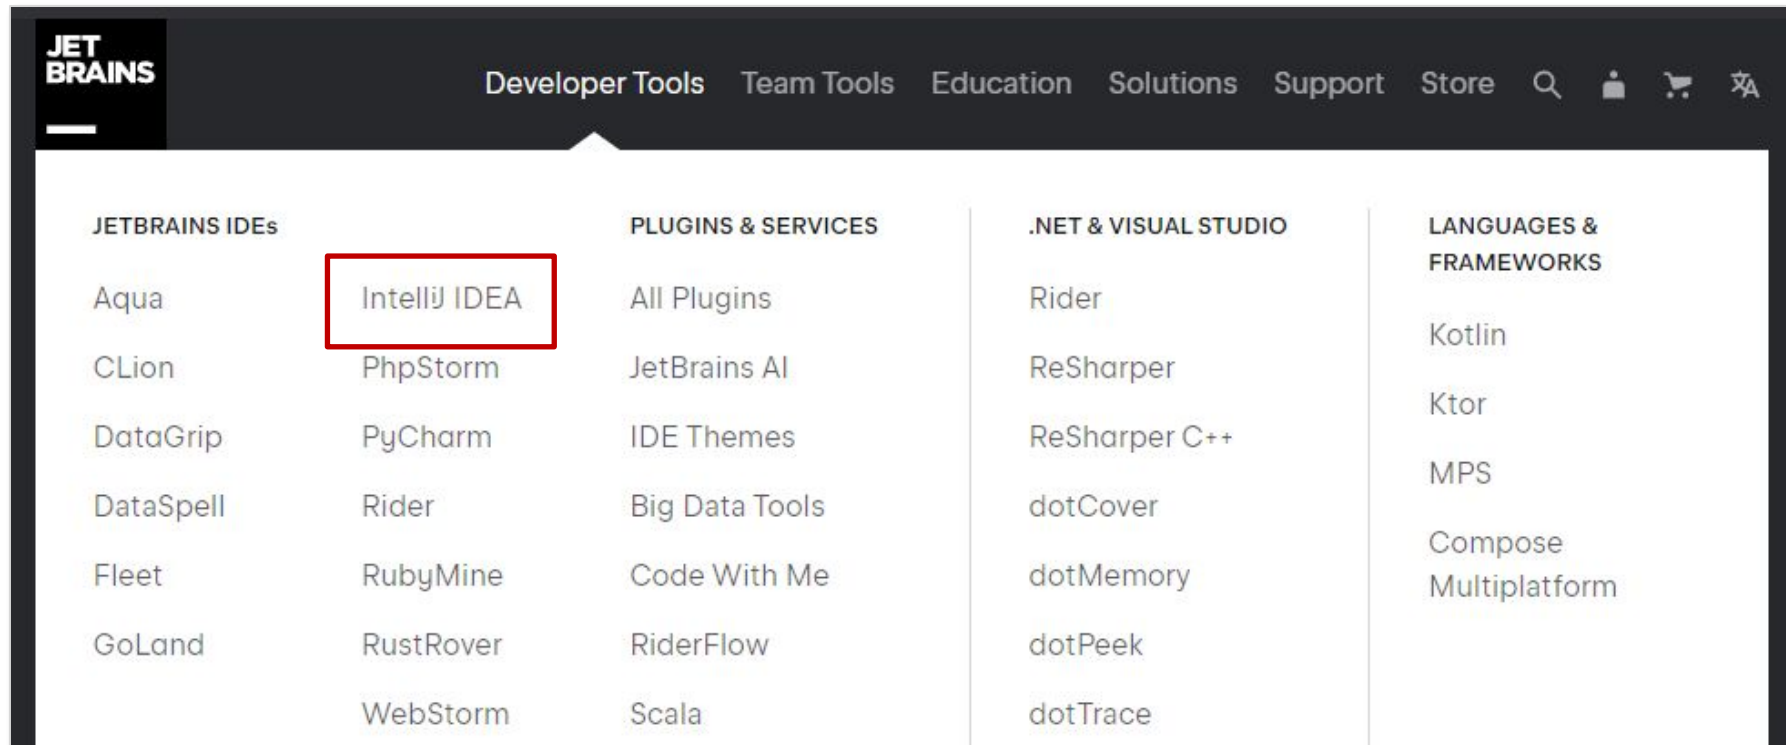 JET
BRAINS
Developer Tools Team Tools Education Solutions Support Store
JETBRAINS IDEs
Aqua
CLion
DataGrip
DataSpell
Fleet
GoLand
IntelliJ IDEA
PhpStorm
PyCharm
Rider
RubyMine
RustRover
WebStorm
PLUGINS & SERVICES
All Plugins
JetBrains AI
IDE Themes
Big Data Tools
Code With Me
RiderFlow
Scala
.NET & VISUAL STUDIO
Rider
ReSharper
ReSharper C++
dotCover
dotMemory
dotPeek
dotTrace
LANGUAGES &
FRAMEWORKS
Kotlin
Ktor
MPS
Compose
Multiplatform